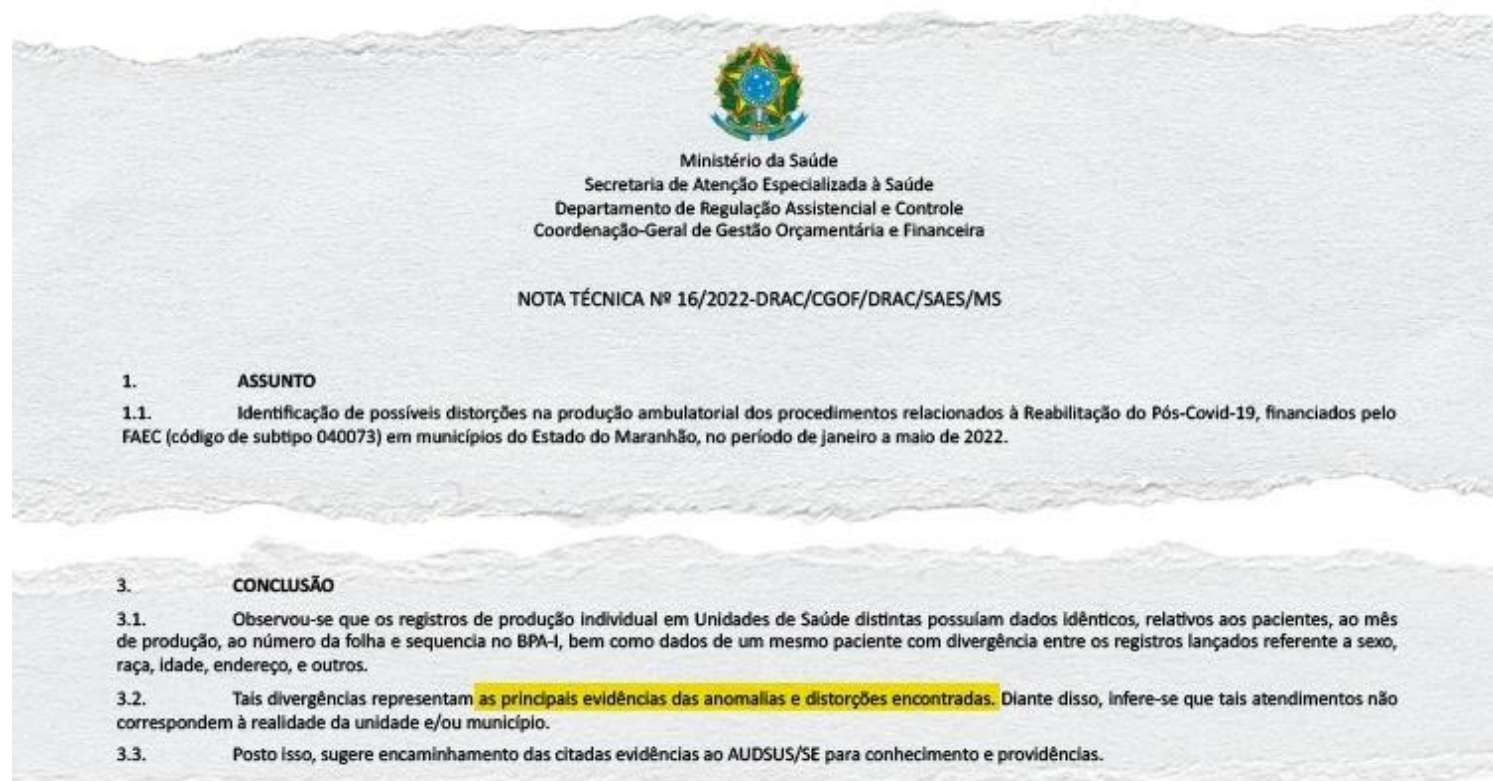 Ministério da Saúde
Secretaria de Atenção Especializada à Saúde
Departamento de Regulação Assistencial e Controle
Coordenação-Geral de Gestão Orçamentária e Financeira
NOTA TÉCNICA Nº 16/2022-DRAC/CGOF/DRAC/SAES/MS
1. ASSUNTO
1.1. Identificação de possíveis distorções na produção ambulatorial dos procedimentos relacionados à Reabilitação do Pós-Covid-19, financiados pelo
FAEC (código de subtipo 040073) em municípios do Estado do Maranhão, no período de janeiro a maio de 2022.
3. CONCLUSÃO
3.1. Observou-se que os registros de produção individual em Unidades de Saúde distintas possuíam dados idênticos, relativos aos pacientes, ao mês
de produção, ao número da folha e sequencia no BPA-I, bem como dados de um mesmo paciente com divergência entre os registros lançados referente a sexo,
raça, idade, endereço, e outros.
3.2. Tais divergências representam as principais evidências das anomalias e distorções encontradas. Diante disso, infere-se que tais atendimentos não
correspondem à realidade da unidade e/ou município.
3.3. Posto isso, sugere encaminhamento das citadas evidências ao AUDSUS/SE para conhecimento e providências.